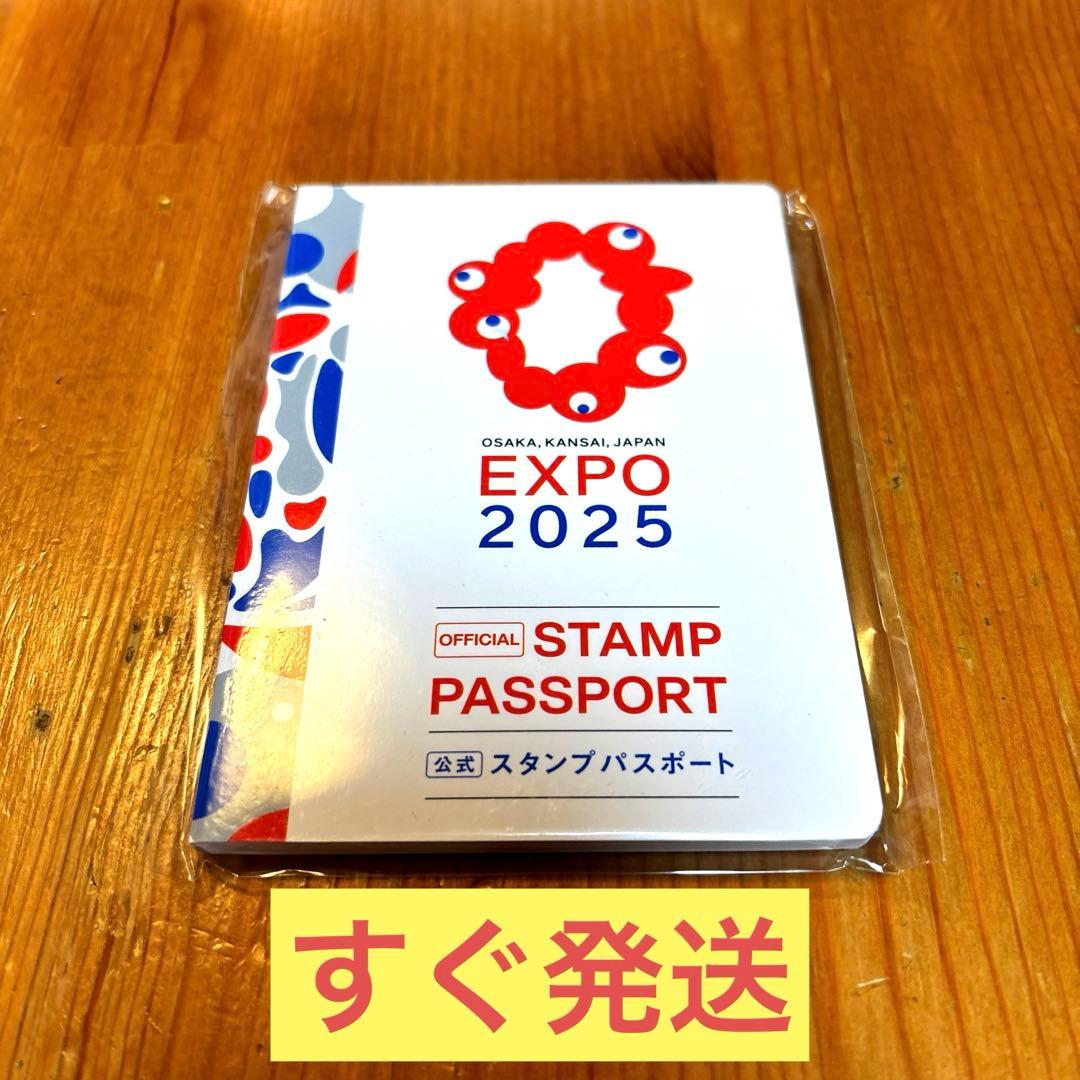 OSAKA, KANSAI, JAPAN
EXPO
2025
OFFICIAL STAMP
PASSPORT
公式 スタンプパスポート
すぐ発送